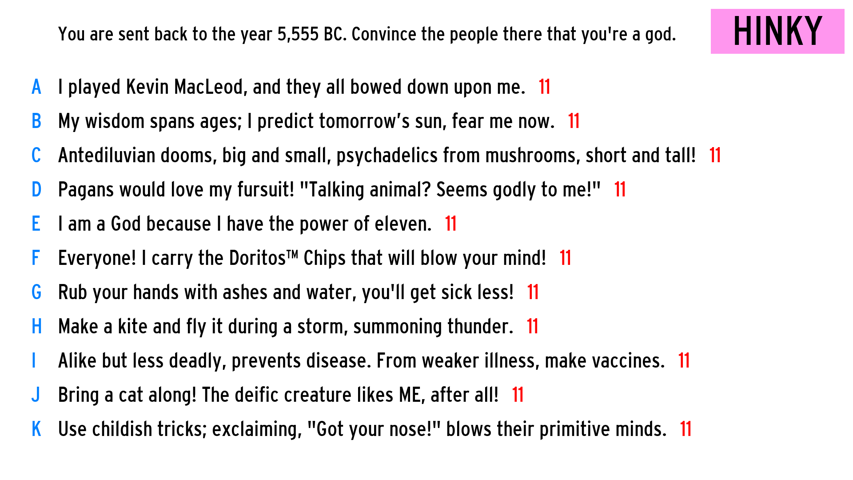 You are sent back to the year 5,555 BC. Convince the people there that you're a god.
HINKY
A I played Kevin MacLeod, and they all bowed down upon me. 11
B My wisdom spans ages; I predict tomorrow's sun, fear me now. 11
C Antediluvian dooms, big and small, psychadelics from mushrooms, short and tall! 11
D Pagans would love my fursuit! "Talking animal? Seems godly to me!" 11
E I am a God because I have the power of eleven. 11
F Everyone! I carry the Doritos™ Chips that will blow your mind! 11
G Rub your hands with ashes and water, you'll get sick less! 11
H Make a kite and fly it during a storm, summoning thunder. 11
I Alike but less deadly, prevents disease. From weaker illness, make vaccines. 11
J Bring a cat along! The deific creature likes ME, after all! 11
K Use childish tricks; exclaiming, "Got your nose!" blows their primitive minds. 11